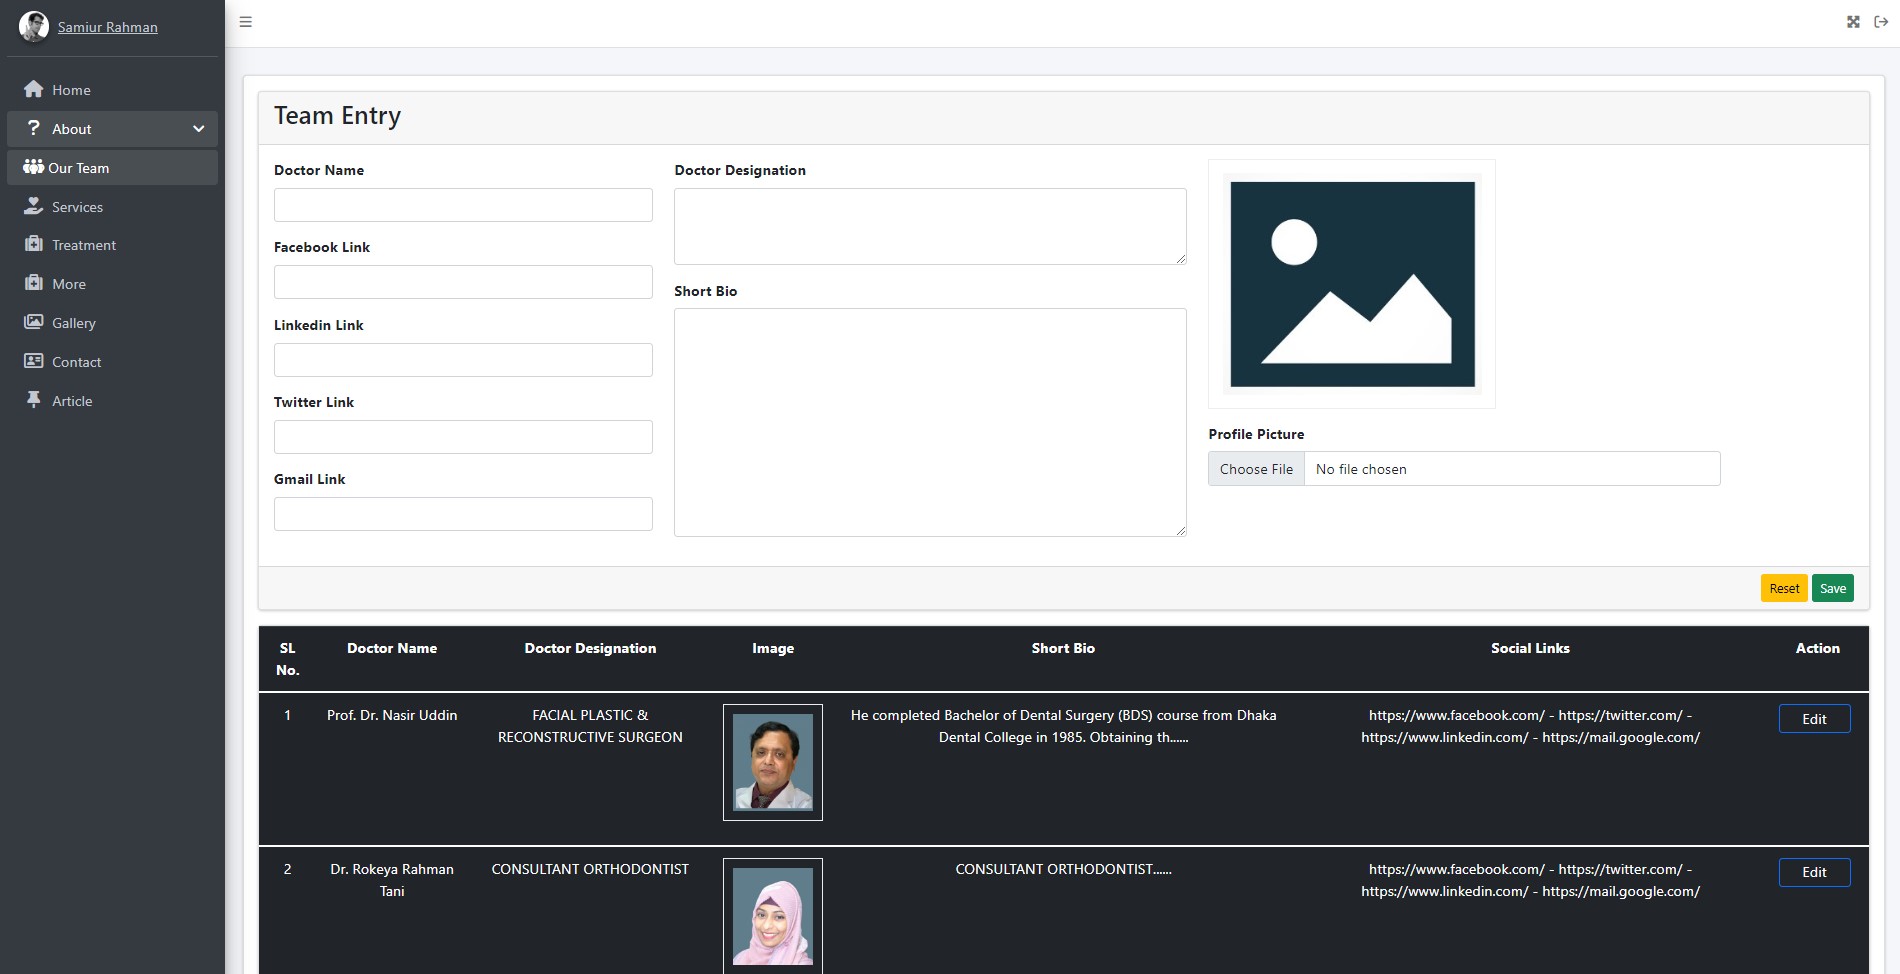 Samiur Rahman
Home
About
Our Team
Services
Treatment
More
Gallery
Contact
Article
Team Entry
Doctor Name
Facebook Link
Linkedin Link
Twitter Link
Gmail Link
Doctor Designation
Short Bio
Profile Picture
Choose File No file chosen
Reset Save
SL No. Doctor Name Doctor Designation Image Short Bio Social Links Action
1
Prof. Dr. Nasir Uddin
FACIAL PLASTIC &
RECONSTRUCTIVE SURGEON
He completed Bachelor of Dental Surgery (BDS) course from Dhaka
Dental College in 1985. Obtaining th......
https://www.facebook.com/ - https://twitter.com/ -
https://www.linkedin.com/ - https://mail.google.com/
Edit
2
Dr. Rokeya Rahman
Tani
CONSULTANT ORTHODONTIST
CONSULTANT ORTHODONTIST......
https://www.facebook.com/ - https://twitter.com/ -
https://www.linkedin.com/ - https://mail.google.com/
Edit